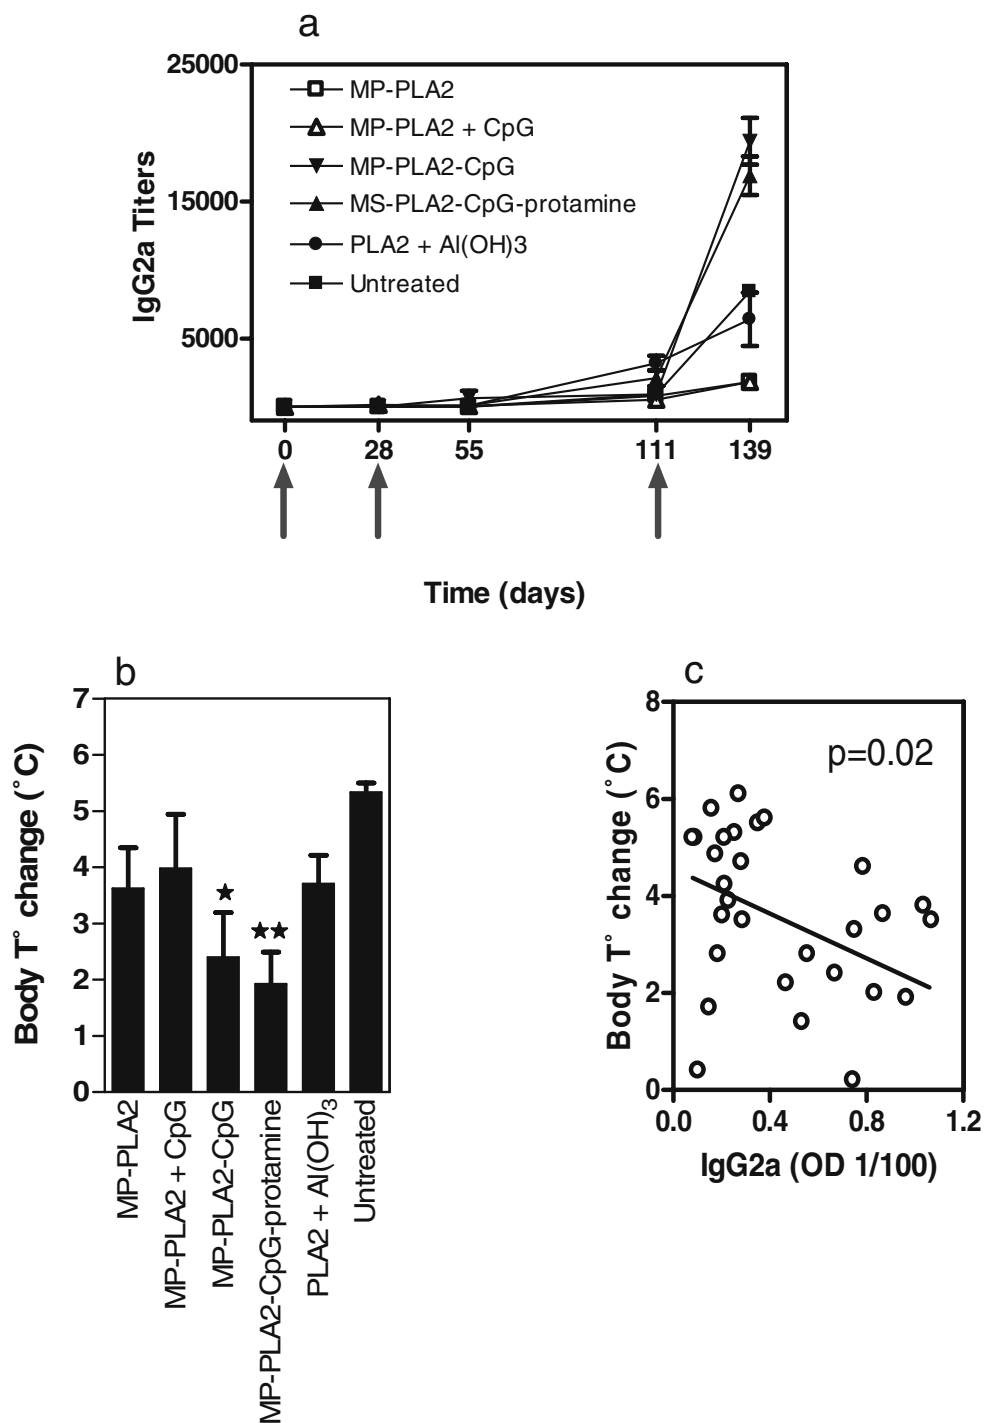 a
25000
15000
5000
IgG2a Titers
MP-PLA2
MP-PLA2 + CpG
MP-PLA2-CpG
MS-PLA2-CpG-protamine
PLA2 + Al(OH)3
Untreated
0 28 55 111 139
Time (days)
b
7
6
5
4
3
2
1
0
Body T° change (°C)
MP-PLA2
MP-PLA2 + CpG
MP-PLA2-CpG
MP-PLA2-CpG-protamine
PLA2 + Al(OH)3
Untreated
c
8
6
4
2
0
Body T° change (°C)
p=0.02
0.0 0.4 0.8 1.2
IgG2a (OD 1/100)